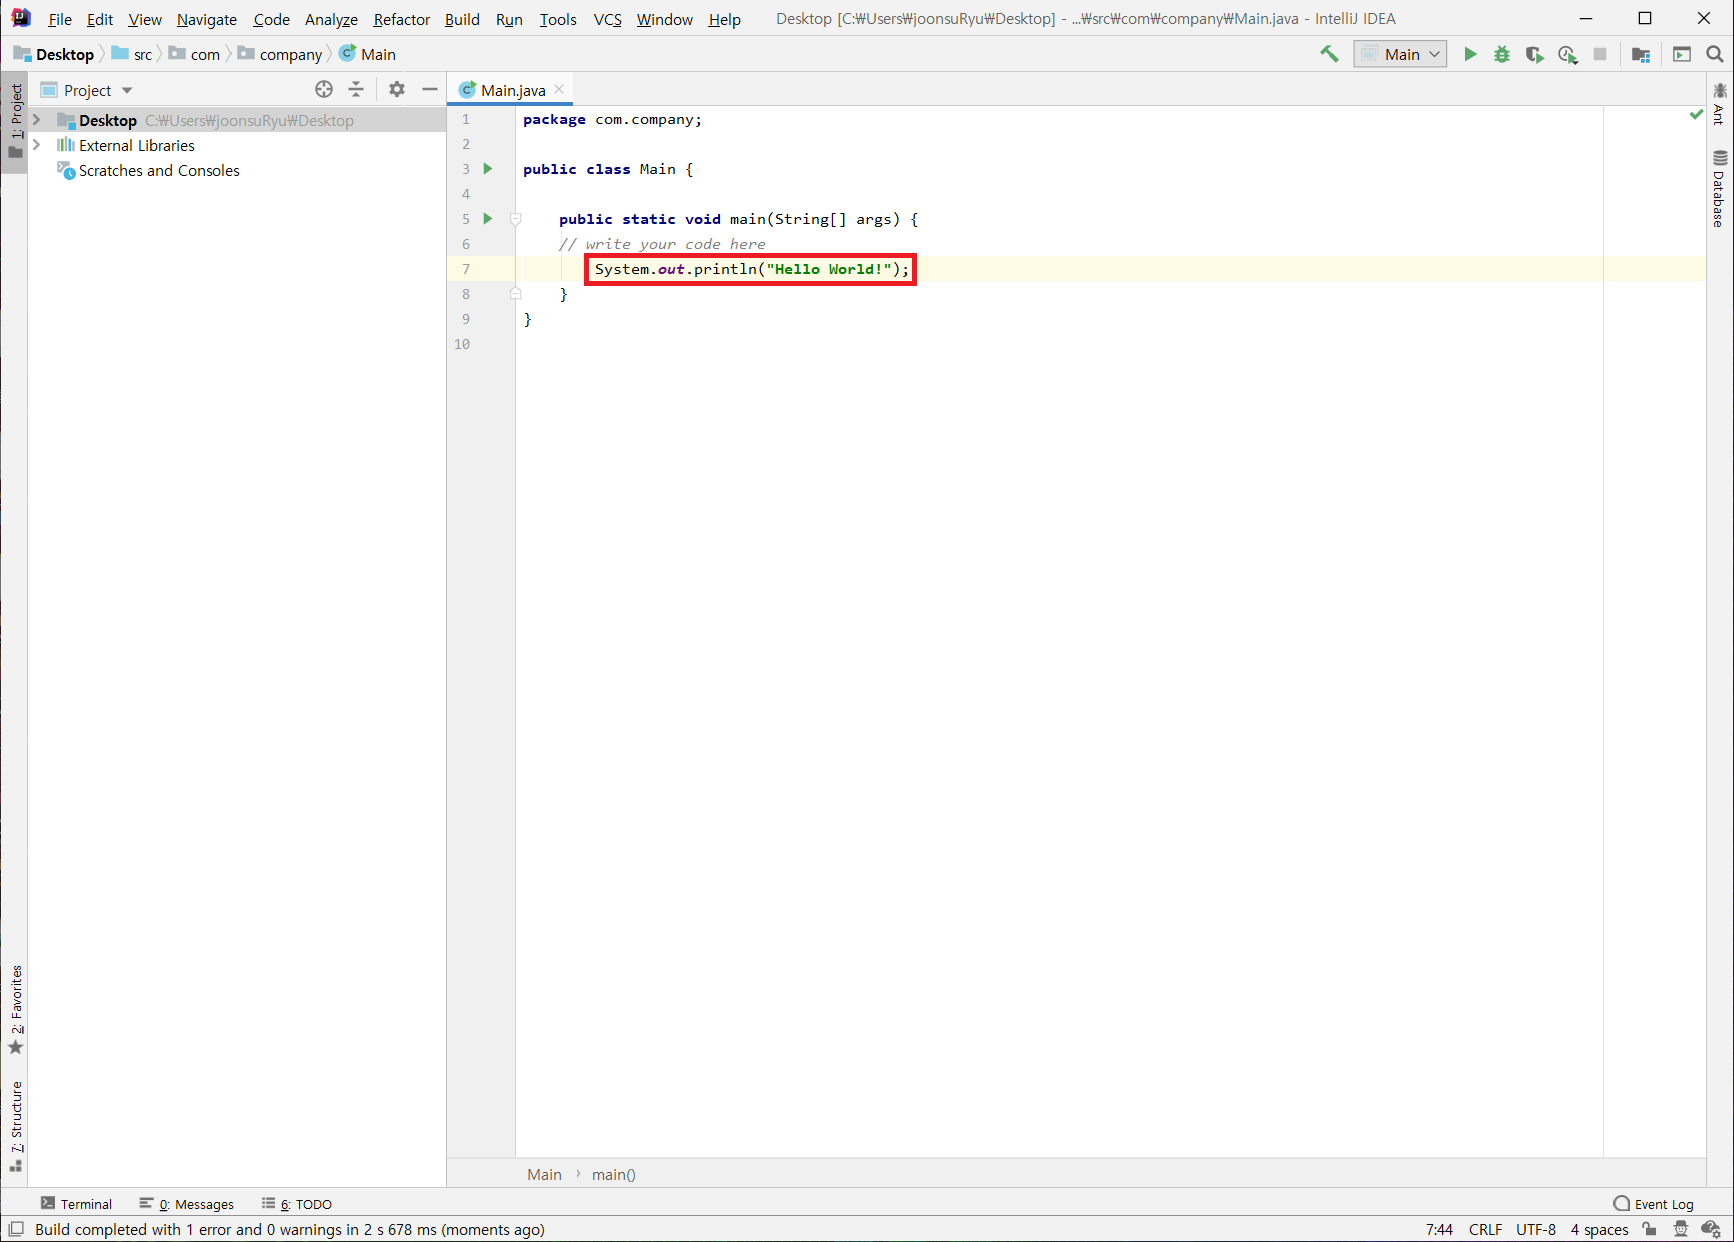 File Edit View Navigate Code Analyze Refactor Build Run Tools VCS Window Help Desktop [C:₩Users₩joonsuRyu₩Desktop] - ...₩src₩com₩company₩Main.java - IntelliJ IDEA
Desktop src com company Main Main
1: Project
Project
Main.java
Desktop C:₩Users₩joonsuRyu₩Desktop
External Libraries
Scratches and Consoles
1 package com.company;
2
3 public class Main {
4
5 public static void main(String[] args) {
6 // write your code here
7 System.out.println("Hello World!");
8 }
9 }
10
Ant
Database
2: Favorites
7: Structure
Main › main()
Terminal 0: Messages 6: TODO Event Log
Build completed with 1 error and 0 warnings in 2 s 678 ms (moments ago) 7:44 CRLF UTF-8 4 spaces